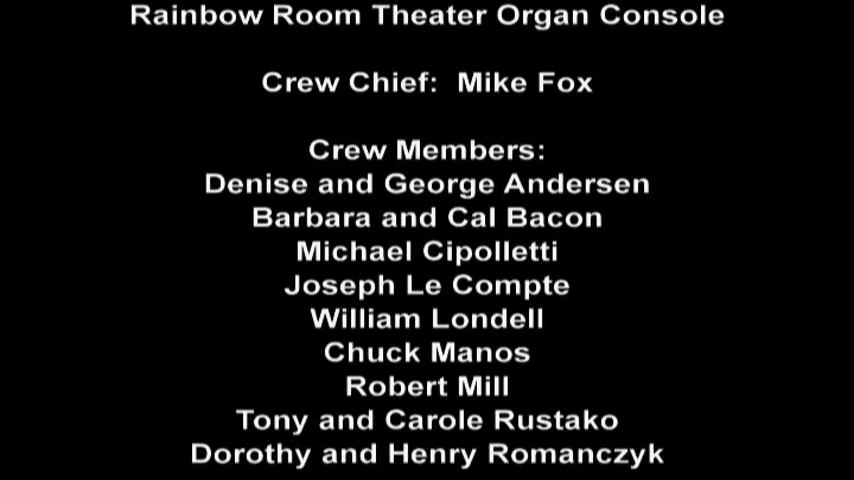 Rainbow Room Theater Organ Console
Crew Chief:  Mike Fox
Crew Members:
Denise and George Andersen
Barbara and Cal Bacon
Michael Cipolletti
Joseph Le Compte
William Londell
Chuck Manos
Robert Mill
Tony and Carole Rustako
Dorothy and Henry Romanczyk